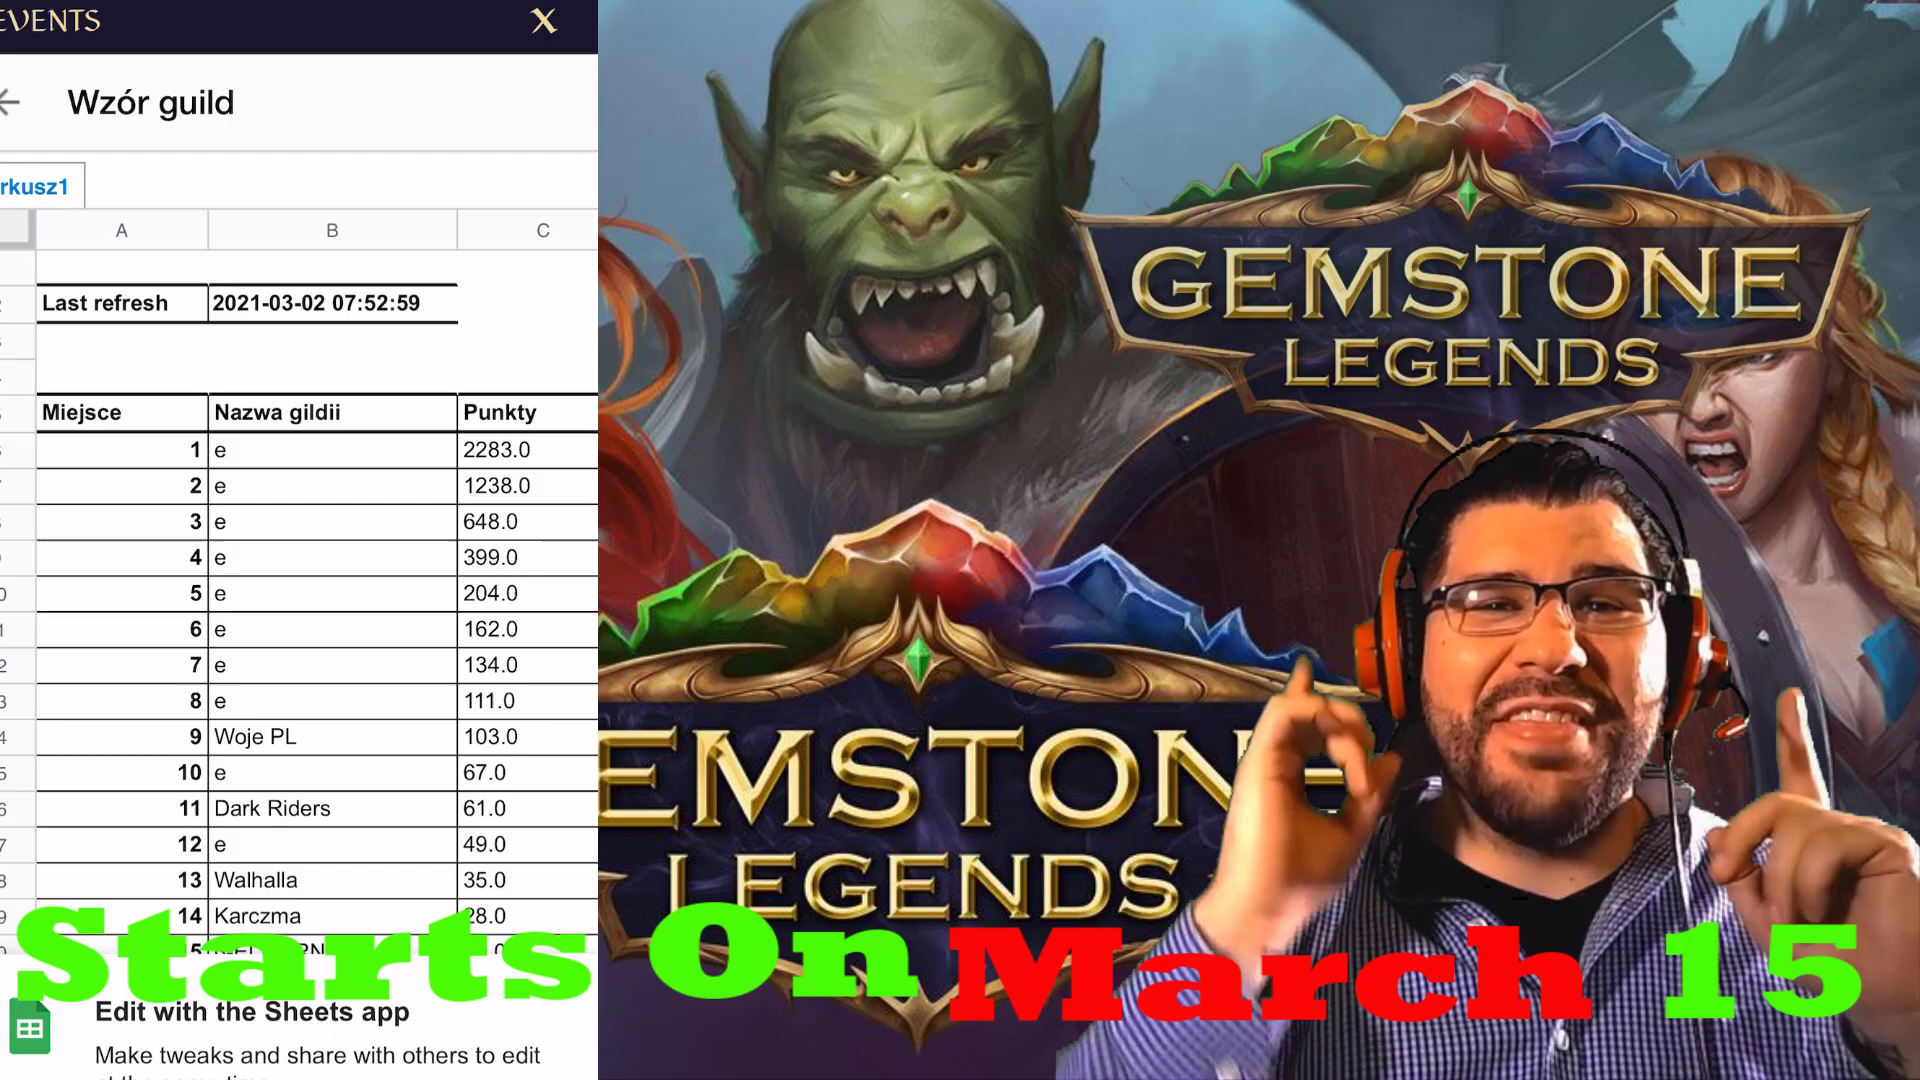 EVENTS
X
Wzór guild
rkusz1
A B C
Last refresh 2021-03-02 07:52:59
Miejsce Nazwa gildii Punkty
1 e 2283.0
2 e 1238.0
3 e 648.0
4 e 399.0
5 e 204.0
6 e 162.0
7 e 134.0
8 e 111.0
9 Woje PL 103.0
10 e 67.0
11 Dark Riders 61.0
12 e 49.0
13 Walhalla 35.0
14 Karczma 28.0
Edit with the Sheets app
Make tweaks and share with others to edit
GEMSTONE
LEGENDS
EMSTONE
LEGENDS
Starts On March 15